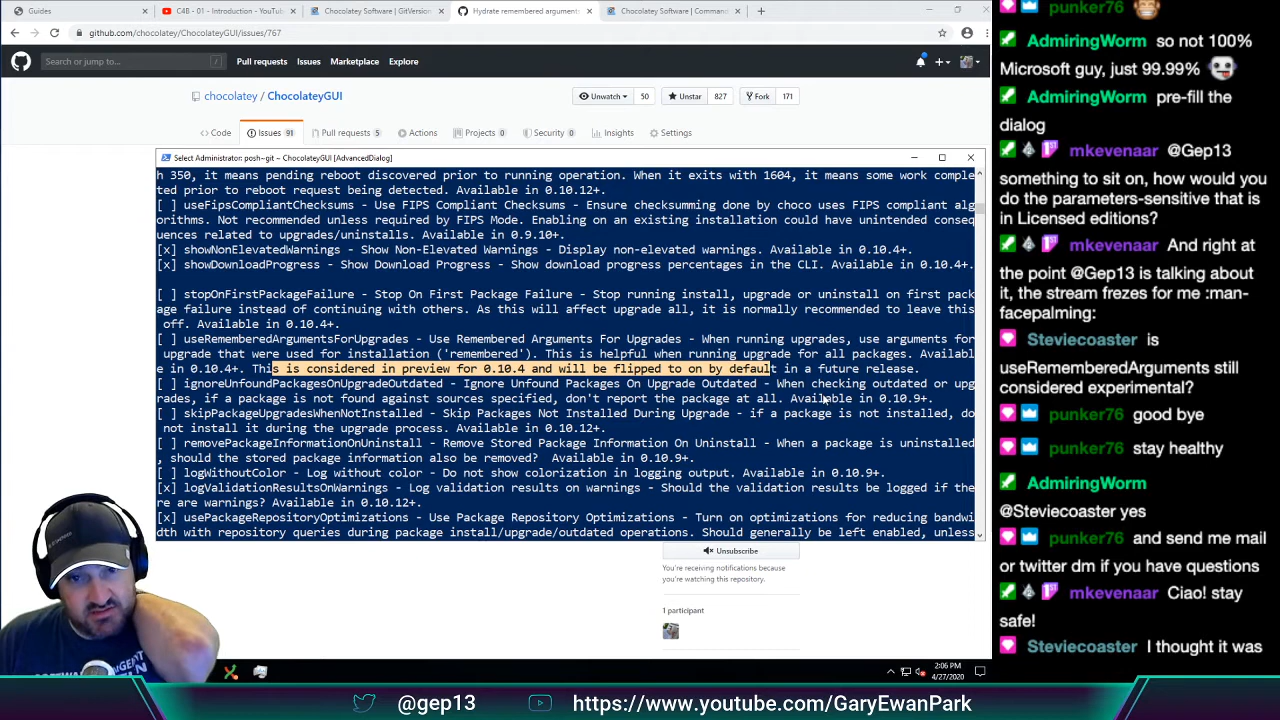 Guides
C4B - 01 - Introduction - YouTu
Chocolatey Software | GitVersion
Hydrate remembered argument
Chocolatey Software | Comman
github.com/chocolatey/ChocolateyGUI/issues/767
Search or jump to...
/
Pull requests
Issues
Marketplace
Explore
chocolatey / ChocolateyGUI
Unwatch
50
Unstar
827
Fork
171
Code
Issues 91
Pull requests 5
Actions
Projects 0
Security 0
Insights
Settings
Select Administrator: posh~git ~ ChocolateyGUI [AdvancedDialog]
h 350, it means pending reboot discovered prior to running operation. When it exits with 1604, it means some work comple
ted prior to reboot request being detected. Available in 0.10.12+.
[ ] useFipsCompliantChecksums - Use FIPS Compliant Checksums - Ensure checksumming done by choco uses FIPS compliant alg
orithms. Not recommended unless required by FIPS Mode. Enabling on an existing installation could have unintended conseq
uences related to upgrades/uninstalls. Available in 0.9.10+.
[x] showNonElevatedWarnings - Show Non-Elevated Warnings - Display non-elevated warnings. Available in 0.10.4+.
[x] showDownloadProgress - Show Download Progress - Show download progress percentages in the CLI. Available in 0.10.4+.
[ ] stopOnFirstPackageFailure - Stop On First Package Failure - Stop running install, upgrade or uninstall on first pack
age failure instead of continuing with others. As this will affect upgrade all, it is normally recommended to leave this
off. Available in 0.10.4+.
[ ] useRememberedArgumentsForUpgrades - Use Remembered Arguments For Upgrades - When running upgrades, use arguments for
upgrade that were used for installation ('remembered'). This is helpful when running upgrade for all packages. Availabl
e in 0.10.4+. This is considered in preview for 0.10.4 and will be flipped to on by default in a future release.
[ ] ignoreUnfoundPackagesOnUpgradeOutdated - Ignore Unfound Packages On Upgrade Outdated - When checking outdated or upg
rades, if a package is not found against sources specified, don't report the package at all. Available in 0.10.9+.
[ ] skipPackageUpgradesWhenNotInstalled - Skip Packages Not Installed During Upgrade - if a package is not installed, do
not install it during the upgrade process. Available in 0.10.12+.
[ ] removePackageInformationOnUninstall - Remove Stored Package Information On Uninstall - When a package is uninstalled
, should the stored package information also be removed?  Available in 0.10.9+.
[ ] logWithoutColor - Log without color - Do not show colorization in logging output. Available in 0.10.9+.
[x] logValidationResultsOnWarnings - Log validation results on warnings - Should the validation results be logged if the
re are warnings? Available in 0.10.12+.
[x] usePackageRepositoryOptimizations - Use Package Repository Optimizations - Turn on optimizations for reducing bandwi
dth with repository queries during package install/upgrade/outdated operations. Should generally be left enabled, unless
Unsubscribe
You're receiving notifications because
you're watching this repository.
1 participant
2:06 PM
4/27/2020
@gep13
https://www.youtube.com/GaryEwanPark
punker76
AdmiringWorm so not 100%
Microsoft guy, just 99.99%
AdmiringWorm pre-fill the
dialog
mkevenaar @Gep13
something to sit on, how would you
do the parameters-sensitive that is
in Licensed editions?
mkevenaar And right at
the point @Gep13 is talking about
it, the stream frezes for me :man-
facepalming:
Steviecoaster is
useRememberedArguments still
considered experimental?
punker76 good bye
punker76 stay healthy
AdmiringWorm
@Steviecoaster yes
punker76 and send me mail
or twitter dm if you have questions
mkevenaar Ciao! stay
safe!
Steviecoaster I thought it was